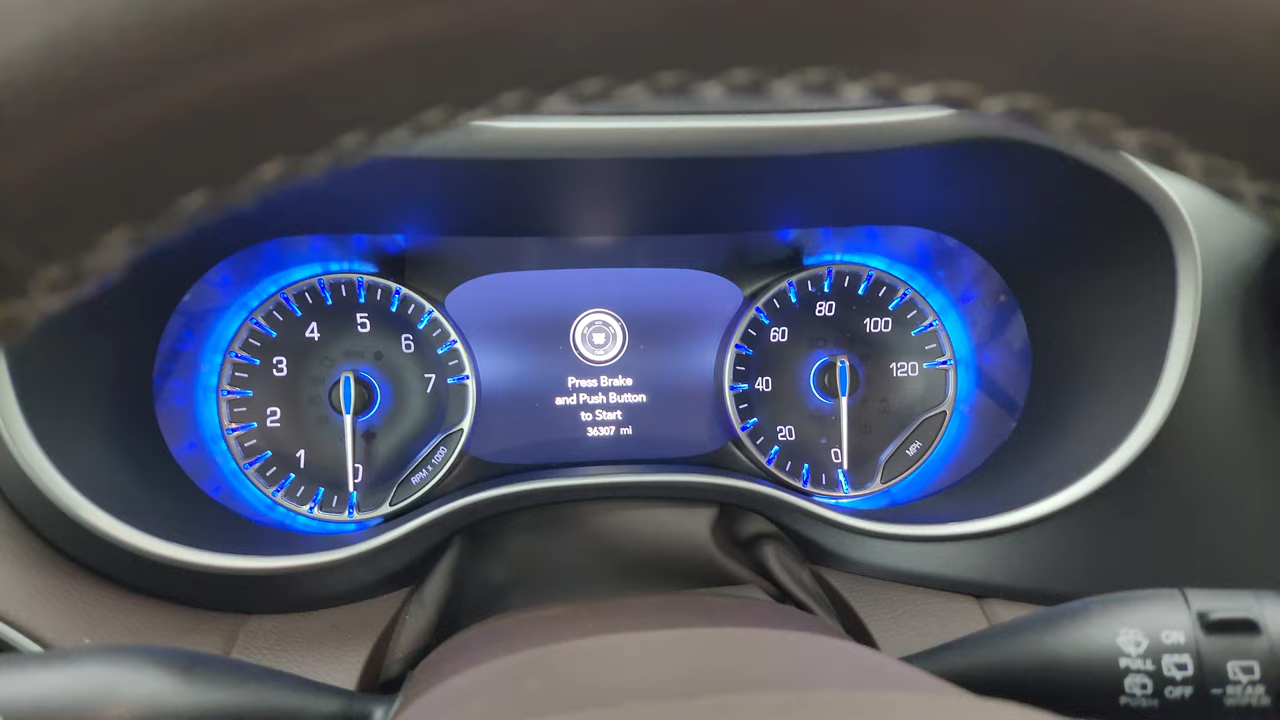 5
4
6
3
7
2
1
0
RPM x 1000
Press Brake
and Push Button
to Start
36307 mi
80
100
60
120
40
20
0
MPH
ON
PULL
OFF
PUSH
REAR
WIPER